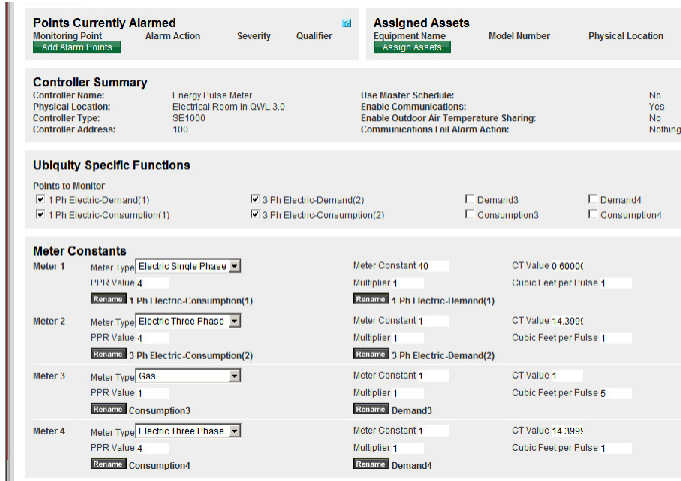 Points Currently Alarmed
Monitoring Point Alarm Action Severity Qualifier
Add Alarm Points
Assigned Assets
Equipment Name Model Number Physical Location
Assign Assets
Controller Summary
Controller Name: Energy Pulse Meter Use Master Schedule: No
Physical Location: Electrical Room in QWL 3.0 Enable Communications: Yes
Controller Type: SE1000 Enable Outdoor Air Temperature Sharing: No
Controller Address: 100 Communications Fail Alarm Action: Nothing
Ubiquity Specific Functions
Points to Monitor
1 Ph Electric-Demand(1) 3 Ph Electric-Demand(2) Demand3 Demand4
1 Ph Electric-Consumption(1) 3 Ph Electric-Consumption(2) Consumption3 Consumption4
Meter Constants
Meter 1 Meter Type Electric Single Phase Meter Constant 40 CT Value 0.6000
PPR Value 4 Multiplier 1 Cubic Feet per Pulse 1
Rename 1 Ph Electric-Consumption(1) Rename 1 Ph Electric-Demand(1)
Meter 2 Meter Type Electric Three Phase Meter Constant 1 CT Value 14.3999
PPR Value 4 Multiplier 1 Cubic Feet per Pulse 1
Rename 3 Ph Electric-Consumption(2) Rename 3 Ph Electric-Demand(2)
Meter 3 Meter Type Gas Meter Constant 1 CT Value 1
PPR Value 1 Multiplier 1 Cubic Feet per Pulse 5
Rename Consumption3 Rename Demand3
Meter 4 Meter Type Electric Three Phase Meter Constant 1 CT Value 14.3999
PPR Value 4 Multiplier 1 Cubic Feet per Pulse 1
Rename Consumption4 Rename Demand4